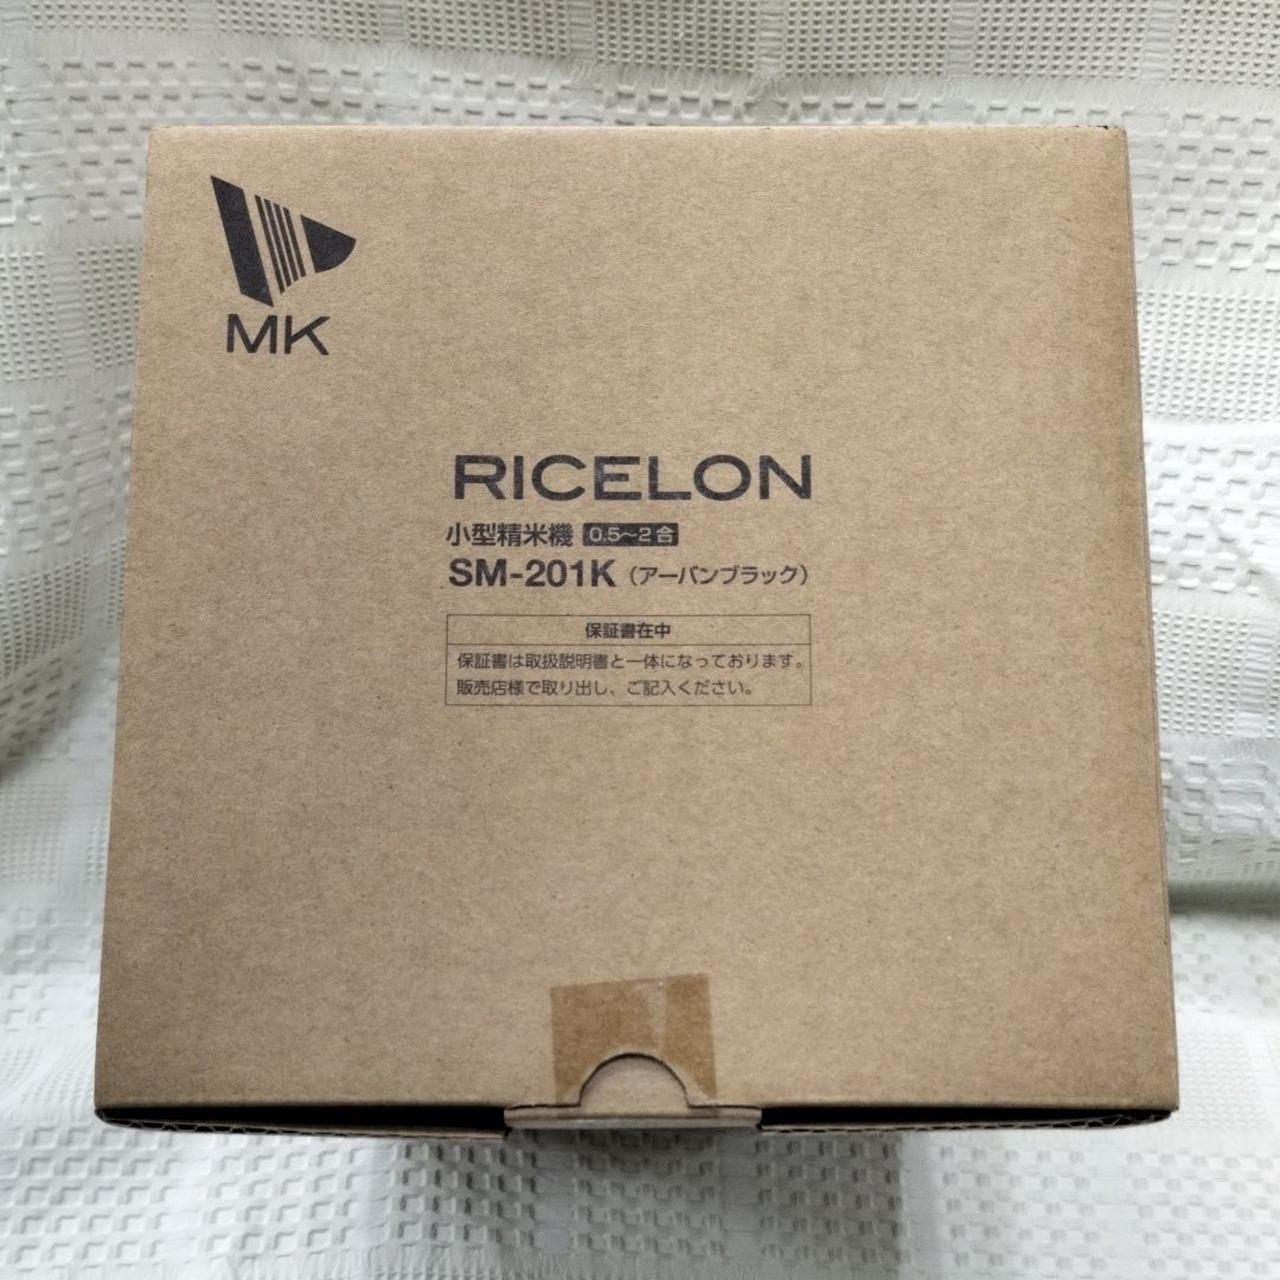 MK
RICELON
小型精米機 0.5～2合
SM-201K（アーバンブラック）
保証書在中
保証書は取扱説明書と一体になっております。
販売店様で取り出し、ご記入ください。